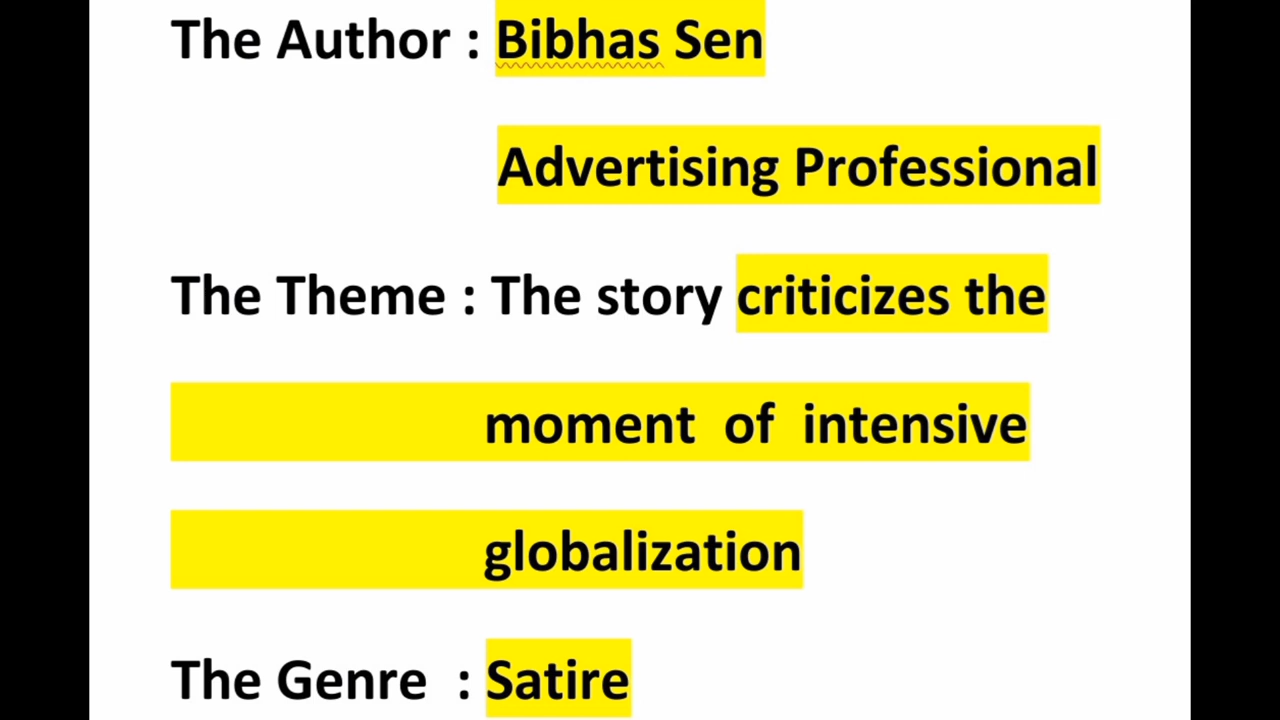 The Author : Bibhas Sen
Advertising Professional
The Theme : The story criticizes the
moment of intensive
globalization
The Genre : Satire